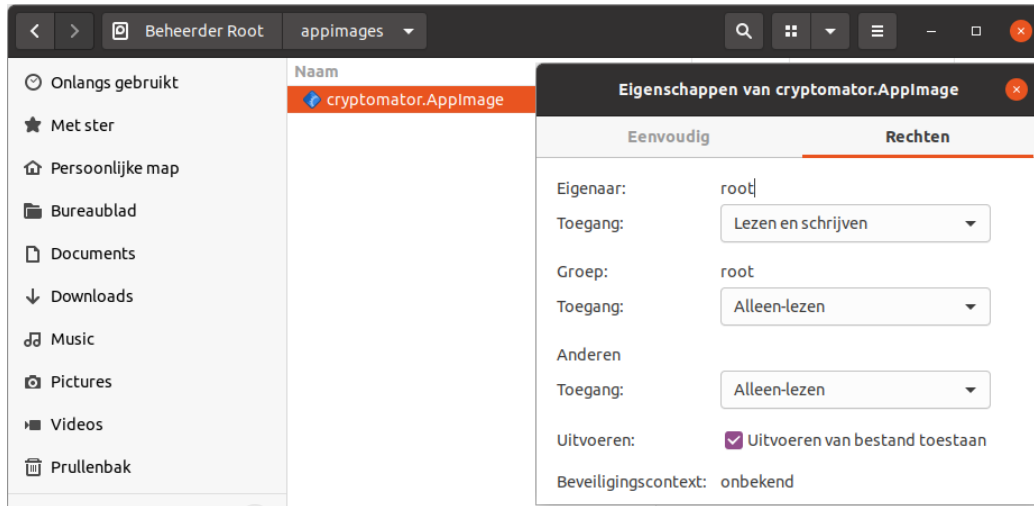 Beheerder Root appimages
Onlangs gebruikt
Met ster
Persoonlijke map
Bureaublad
Documents
Downloads
Music
Pictures
Videos
Prullenbak
Naam
cryptomator.AppImage
Eigenschappen van cryptomator.AppImage
Eenvoudig Rechten
Eigenaar: root
Toegang: Lezen en schrijven
Groep: root
Toegang: Alleen-lezen
Anderen
Toegang: Alleen-lezen
Uitvoeren: Uitvoeren van bestand toestaan
Beveiligingscontext: onbekend